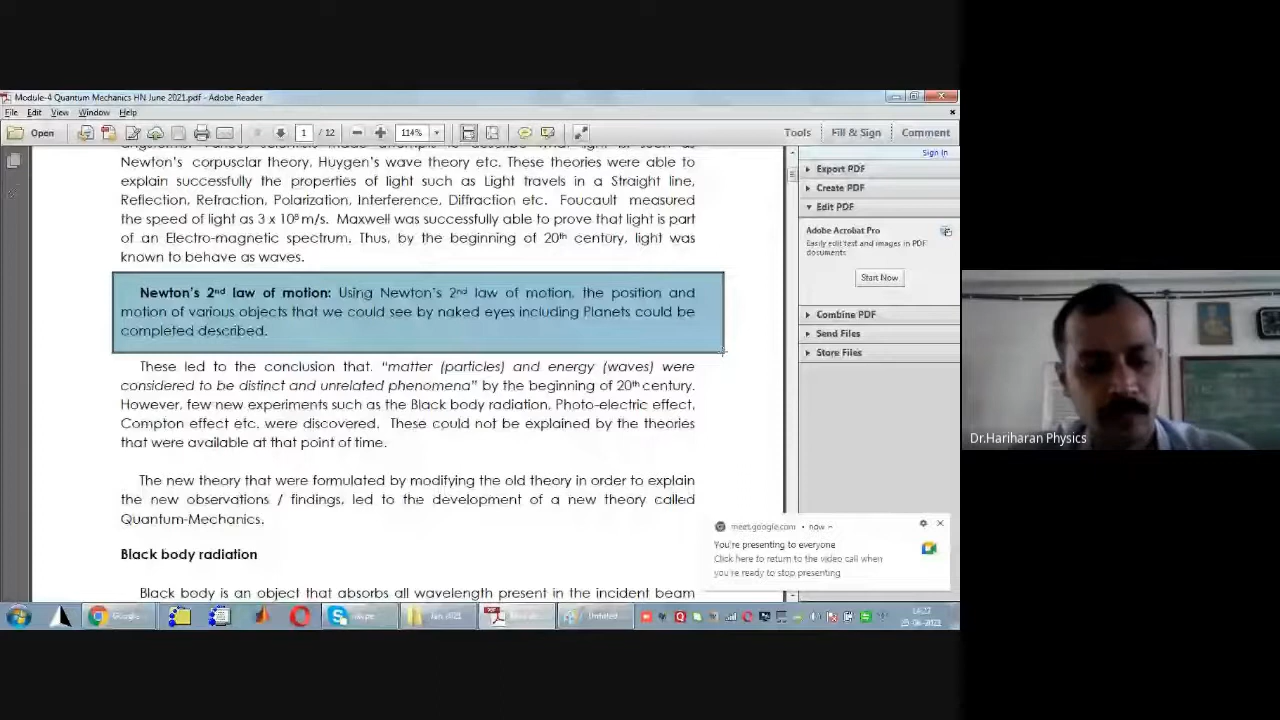 Module-4 Quantum Mechanics HN June 2021.pdf - Adobe Reader
File Edit View Window Help
Open 1 / 12 114% Tools Fill & Sign Comment
Sign In
Newton's corpusclar theory, Huygen's wave theory etc. These theories were able to
explain successfully the properties of light such as Light travels in a Straight line,
Reflection, Refraction, Polarization, Interference, Diffraction etc. Foucault measured
the speed of light as 3 x 10⁸ m/s. Maxwell was successfully able to prove that light is part
of an Electro-magnetic spectrum. Thus, by the beginning of 20th century, light was
known to behave as waves.
Newton's 2nd law of motion: Using Newton's 2nd law of motion, the position and
motion of various objects that we could see by naked eyes including Planets could be
completed described.
These led to the conclusion that, "matter (particles) and energy (waves) were
considered to be distinct and unrelated phenomena" by the beginning of 20th century.
However, few new experiments such as the Black body radiation, Photo-electric effect,
Compton effect etc. were discovered. These could not be explained by the theories
that were available at that point of time.
The new theory that were formulated by modifying the old theory in order to explain
the new observations / findings, led to the development of a new theory called
Quantum-Mechanics.
Black body radiation
Black body is an object that absorbs all wavelength present in the incident beam
Export PDF
Create PDF
Edit PDF
Adobe Acrobat Pro
Easily edit text and images in PDF
documents
Start Now
Combine PDF
Send Files
Store Files
meet.google.com • now
You're presenting to everyone
Click here to return to the video call when
you're ready to stop presenting
Dr.Hariharan Physics
Google
Jan 2021
Untitled